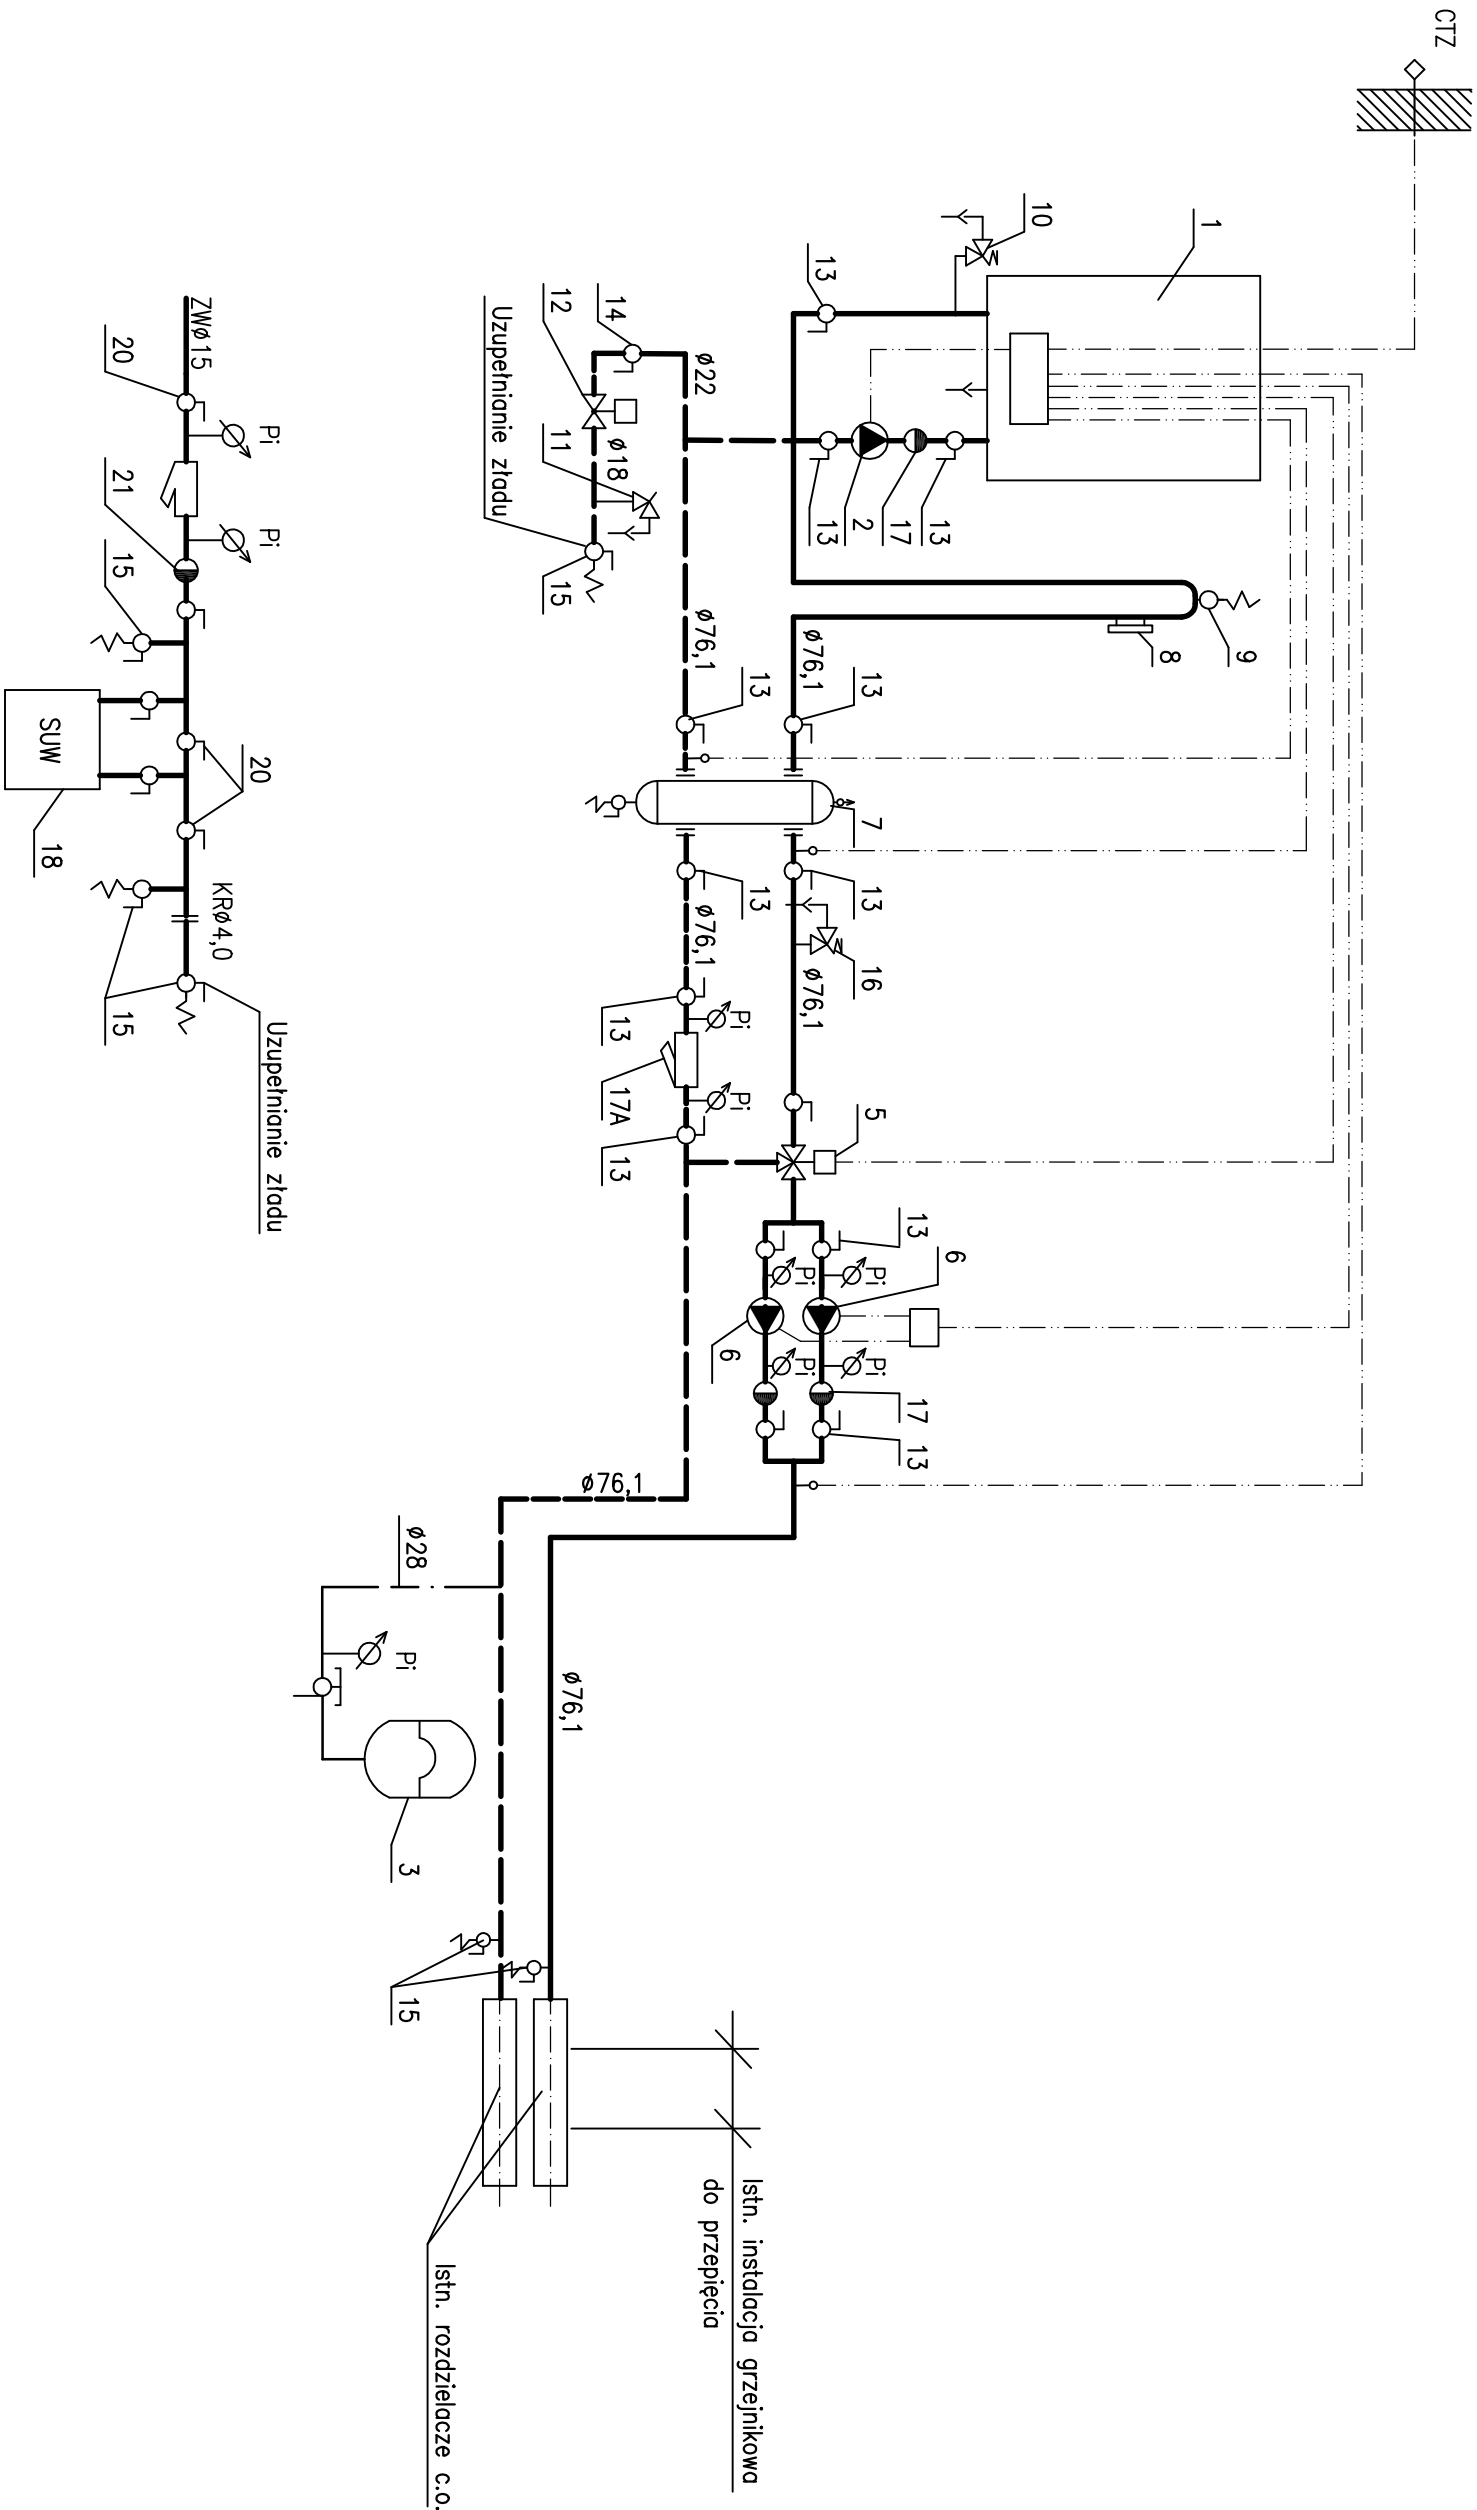 CTZ
1
10
13
13
17
2
13
9
8
ø22
14
12
Uzupełnianie zładu
11
ø18
15
ø76,1
ø76,1
13
13
7
13
13
ø76,1
16
ø76,1
13
Pi
17A
Pi
13
5
13
6
Pi
Pi
6
Pi
Pi
17
13
ø76,1
ø28
Pi
3
ø76,1
15
Istn. instalacja grzejnikowa
do przepięcia
Istn. rozdzielacze c.o.
ZWø15
20
Pi
21
Pi
15
SUW
18
20
KRø4,0
15
Uzupełnianie zładu